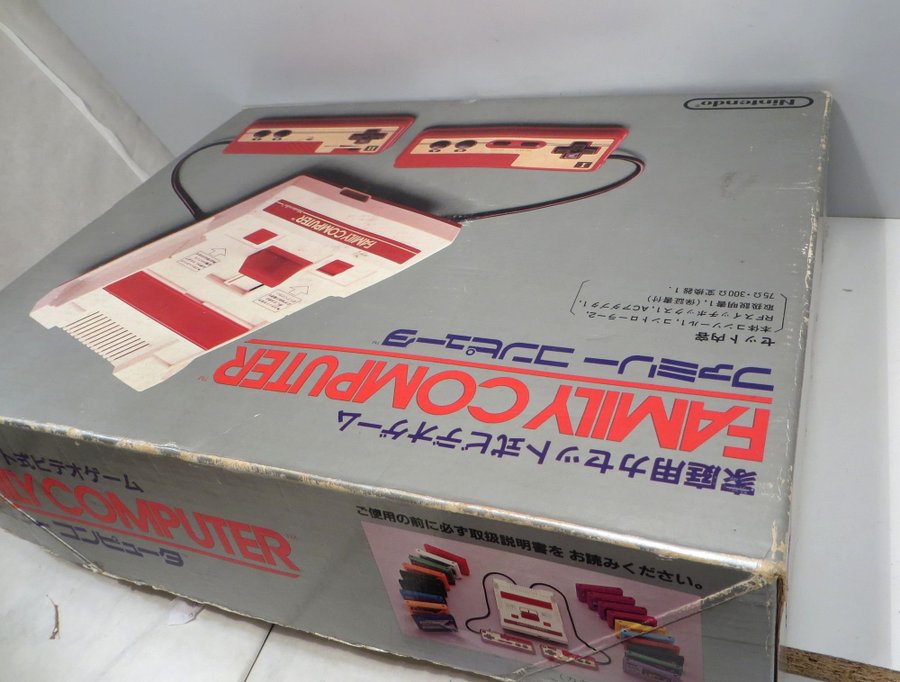 家庭用カセット式ビデオゲーム
FAMILY COMPUTER™
ファミリー コンピュータ™
セット内容
本体コンソール1,コントローラー2,
RFスイッチボックス1,ACアダプタ1,
取扱説明書1,(保証書付)
75Ω・300Ω変換器1.
Nintendo®
FAMILY COMPUTER
ト式ビデオゲーム
LY COMPUTER™
コンピュータ
ご使用の前に必ず取扱説明書を お読みください。